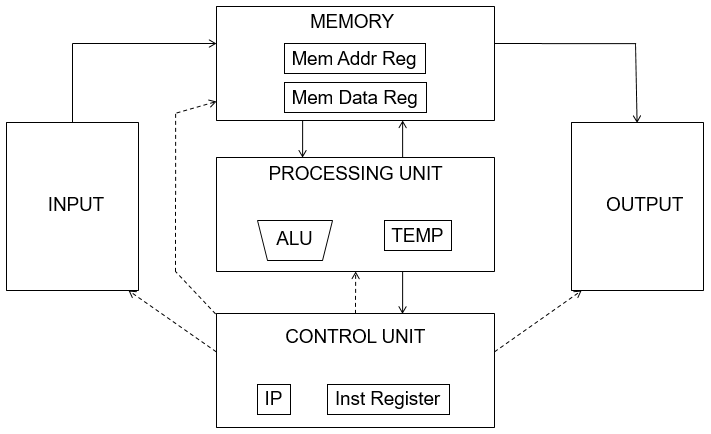 MEMORY
Mem Addr Reg
Mem Data Reg
INPUT
PROCESSING UNIT
ALU
TEMP
OUTPUT
CONTROL UNIT
IP
Inst Register